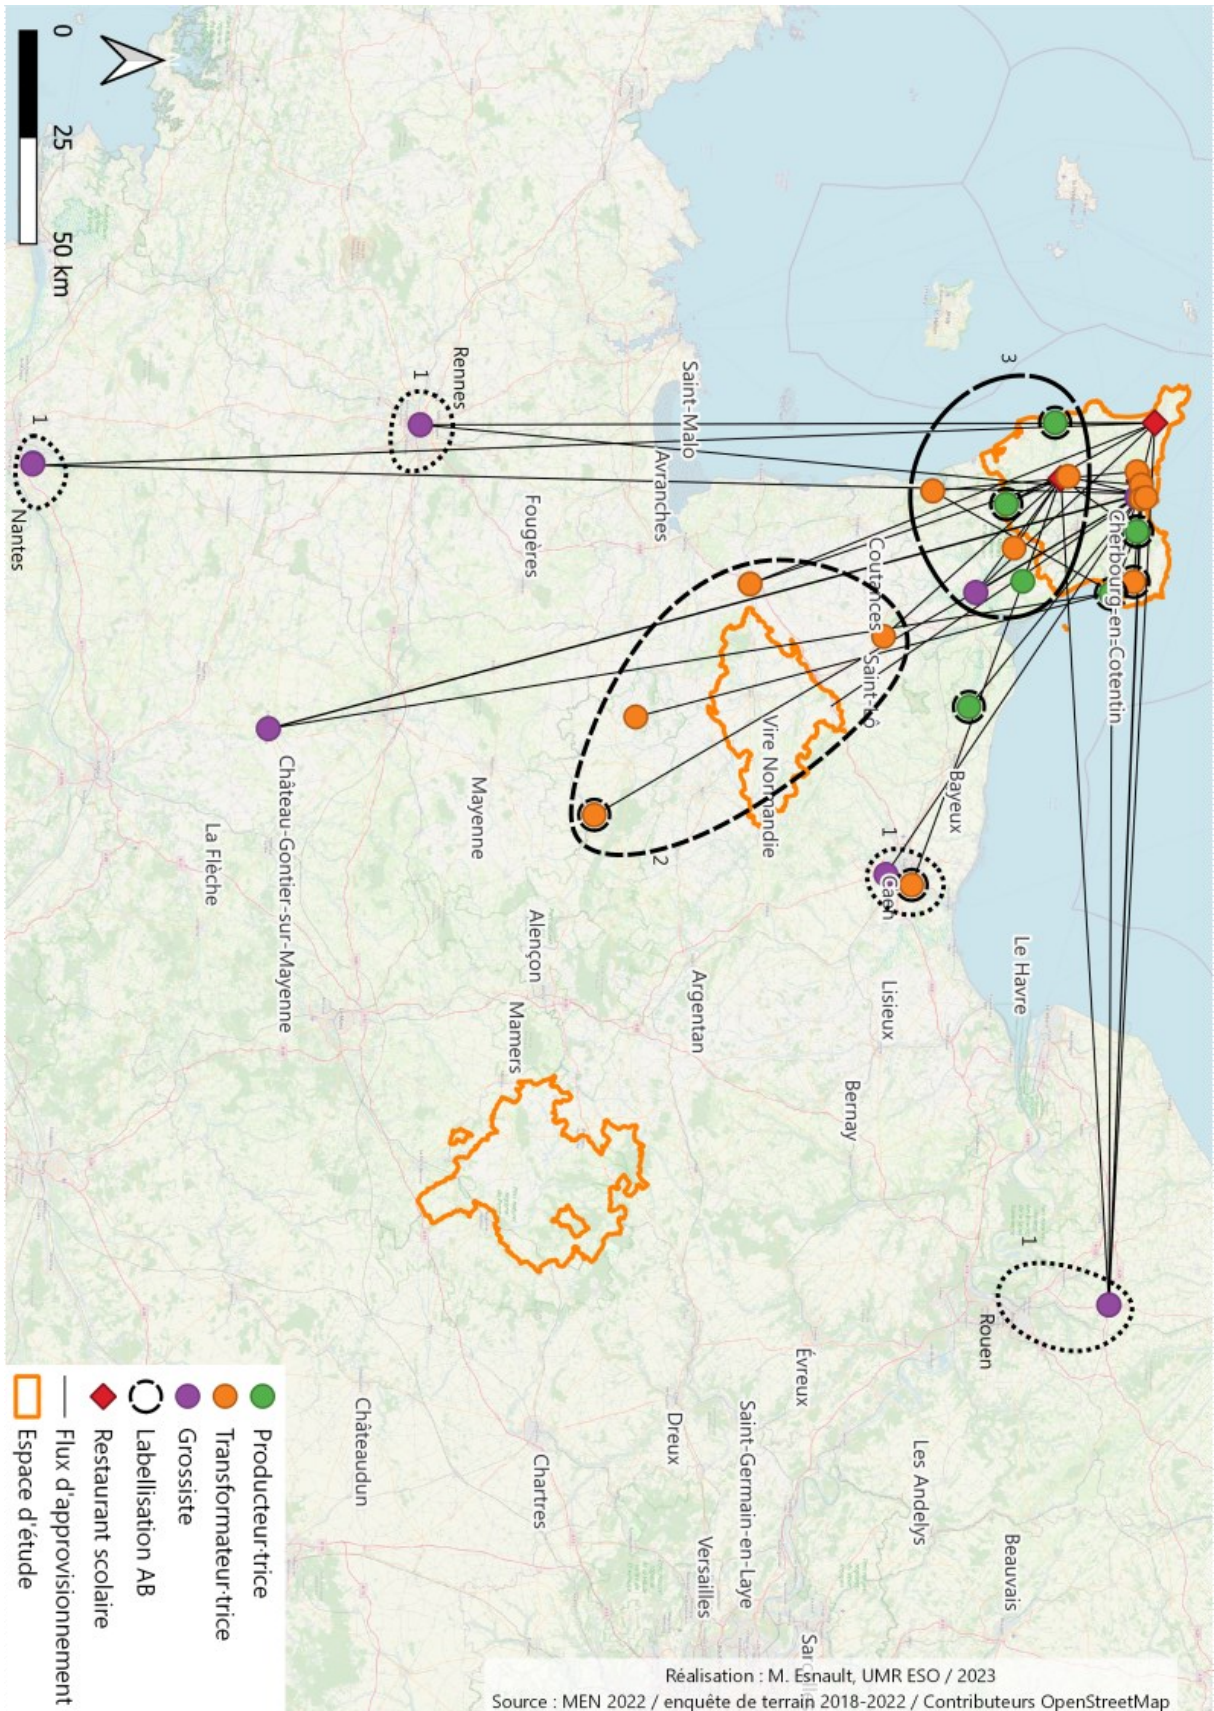 0 25 50 km
Cherbourg-en-Cotentin
3
Coutances
Saint-Lô
Bayeux
Caen
1
Le Havre
Lisieux
Bernay
1
Rouen
Les Andelys
Beauvais
Saint-Malo
Avranches
Vire Normandie
2
Argentan
Évreux
Dreux
Saint-Germain-en-Laye
Versailles
Rennes
1
Fougères
Mayenne
Alençon
Mamers
Chartres
Châteaudun
Château-Gontier-sur-Mayenne
La Flèche
1
Nantes
Producteur·trice
Transformateur·trice
Grossiste
Labellisation AB
Restaurant scolaire
Flux d'approvisionnement
Espace d'étude
Réalisation : M. Esnault, UMR ESO / 2023
Source : MEN 2022 / enquête de terrain 2018-2022 / Contributeurs OpenStreetMap